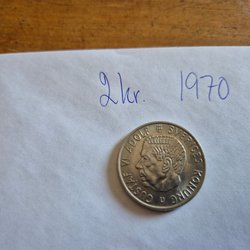 2kr. 1970
GUSTAF VI ADOLF SVERIGES KONUNG
U